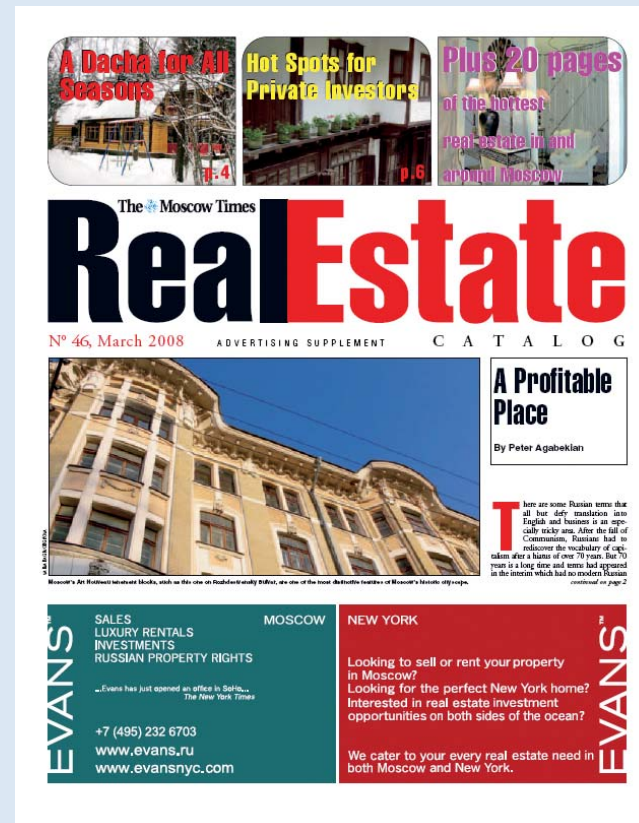 A Dacha for All
Seasons
p.4
Hot Spots for
Private Investors
p.6
Plus 20 pages
of the hottest
real estate in and
around Moscow
The Moscow Times
RealEstate
Nº 46, March 2008
ADVERTISING SUPPLEMENT
CATALOG
A Profitable
Place
By Peter Agabekian
There are some Russian terms that
all but defy translation into
English and business is an espe-
cially tricky area. After the fall of
Communism, Russians had to
rediscover the vocabulary of capi-
talism after a hiatus of over 70 years. But 70
years is a long time and terms had appeared
in the interim which had no modern Russian
continued on page 2
Moscow's Art Nouveau tenement blocks, such as this one on Rozhdestvensky Bulvar, are one of the most distinctive features of Moscow's historic cityscape.
EVANS™
SALES
LUXURY RENTALS
INVESTMENTS
RUSSIAN PROPERTY RIGHTS
MOSCOW
...Evans has just opened an office in SoHo...
The New York Times
+7 (495) 232 6703
www.evans.ru
www.evansnyc.com
NEW YORK
Looking to sell or rent your property
in Moscow?
Looking for the perfect New York home?
Interested in real estate investment
opportunities on both sides of the ocean?
We cater to your every real estate need in
both Moscow and New York.
EVANS™